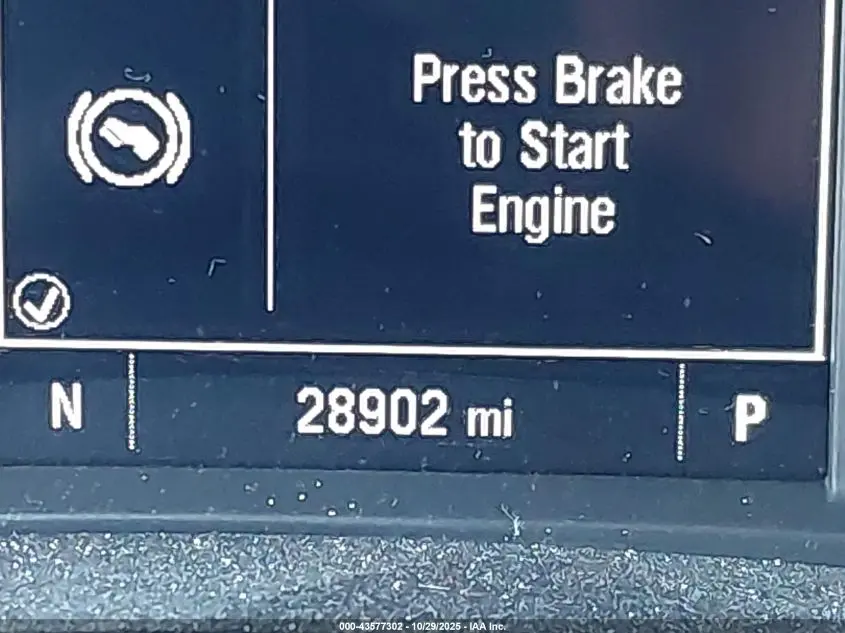 Press Brake
to Start
Engine
N 28902 mi P
000-43577302 - 10/29/2025 - IAA Inc.